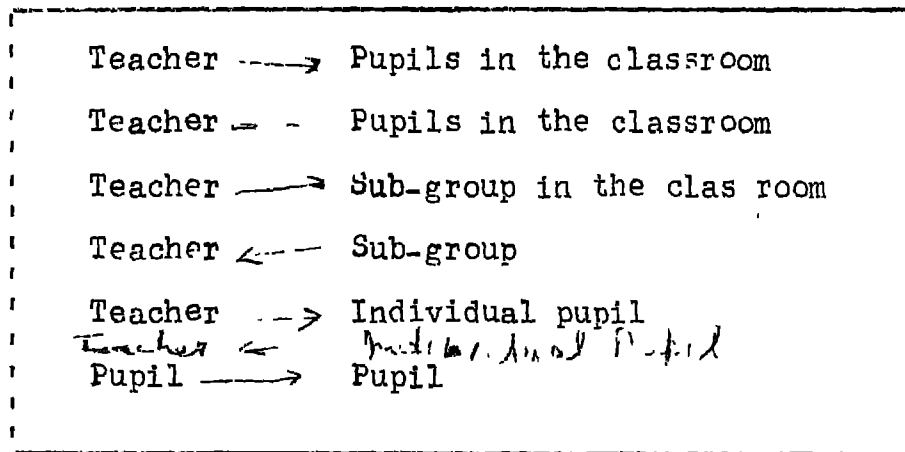 Teacher ---→ Pupils in the classroom
Teacher - - Pupils in the classroom
Teacher → Sub-group in the clas room
Teacher ←--- Sub-group
Teacher --→ Individual pupil
Teacher ← Individual Pupil
Pupil → Pupil